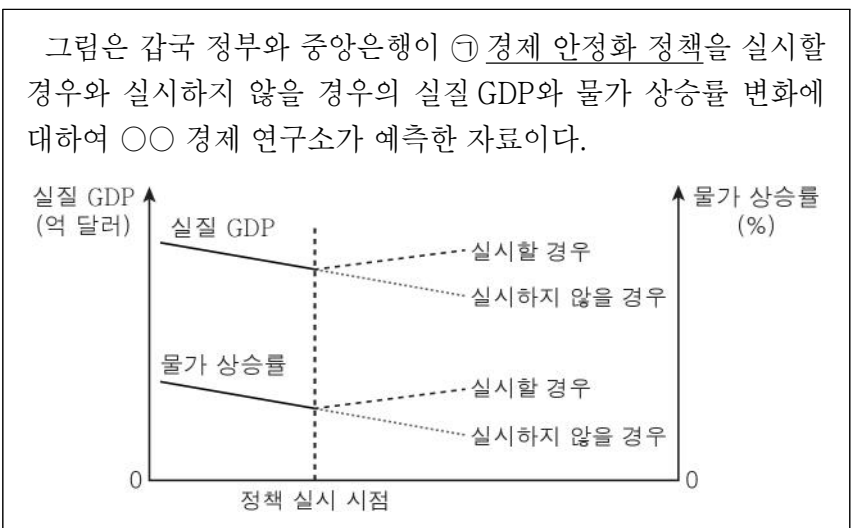 그림은 갑국 정부와 중앙은행이 ㉠ 경제 안정화 정책을 실시할
경우와 실시하지 않을 경우의 실질 GDP와 물가 상승률 변화에
대하여 ○○ 경제 연구소가 예측한 자료이다.
실질 GDP
(억 달러)
물가 상승률
(%)
실질 GDP
실시할 경우
실시하지 않을 경우
물가 상승률
실시할 경우
실시하지 않을 경우
0
0
정책 실시 시점